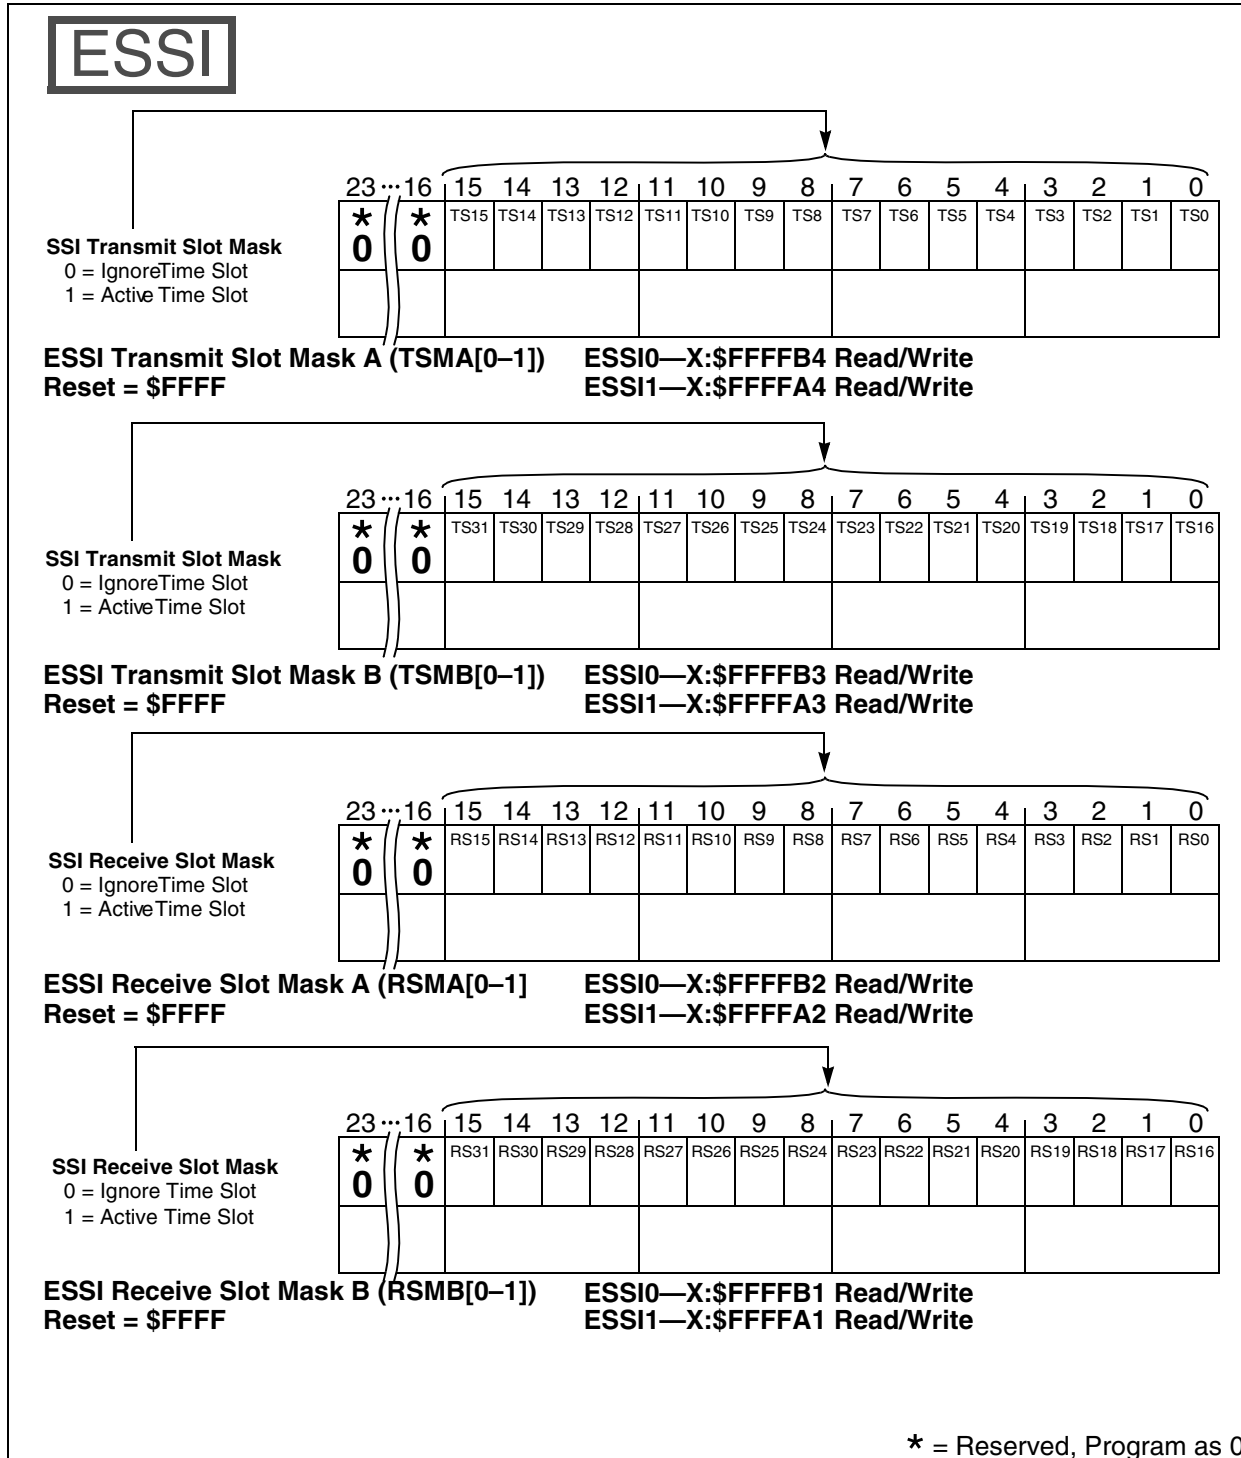 ESSI
23 ··· 16 15 14 13 12 11 10 9 8 7 6 5 4 3 2 1 0
* * TS15 TS14 TS13 TS12 TS11 TS10 TS9 TS8 TS7 TS6 TS5 TS4 TS3 TS2 TS1 TS0
0 0
SSI Transmit Slot Mask
0 = IgnoreTime Slot
1 = Active Time Slot
ESSI Transmit Slot Mask A (TSMA[0–1]) ESSI0—X:$FFFFB4 Read/Write
Reset = $FFFF ESSI1—X:$FFFFA4 Read/Write
23 ··· 16 15 14 13 12 11 10 9 8 7 6 5 4 3 2 1 0
* * TS31 TS30 TS29 TS28 TS27 TS26 TS25 TS24 TS23 TS22 TS21 TS20 TS19 TS18 TS17 TS16
0 0
SSI Transmit Slot Mask
0 = IgnoreTime Slot
1 = ActiveTime Slot
ESSI Transmit Slot Mask B (TSMB[0–1]) ESSI0—X:$FFFFB3 Read/Write
Reset = $FFFF ESSI1—X:$FFFFA3 Read/Write
23 ··· 16 15 14 13 12 11 10 9 8 7 6 5 4 3 2 1 0
* * RS15 RS14 RS13 RS12 RS11 RS10 RS9 RS8 RS7 RS6 RS5 RS4 RS3 RS2 RS1 RS0
0 0
SSI Receive Slot Mask
0 = IgnoreTime Slot
1 = ActiveTime Slot
ESSI Receive Slot Mask A (RSMA[0–1] ESSI0—X:$FFFFB2 Read/Write
Reset = $FFFF ESSI1—X:$FFFFA2 Read/Write
23 ··· 16 15 14 13 12 11 10 9 8 7 6 5 4 3 2 1 0
* * RS31 RS30 RS29 RS28 RS27 RS26 RS25 RS24 RS23 RS22 RS21 RS20 RS19 RS18 RS17 RS16
0 0
SSI Receive Slot Mask
0 = Ignore Time Slot
1 = Active Time Slot
ESSI Receive Slot Mask B (RSMB[0–1]) ESSI0—X:$FFFFB1 Read/Write
Reset = $FFFF ESSI1—X:$FFFFA1 Read/Write
* = Reserved, Program as 0